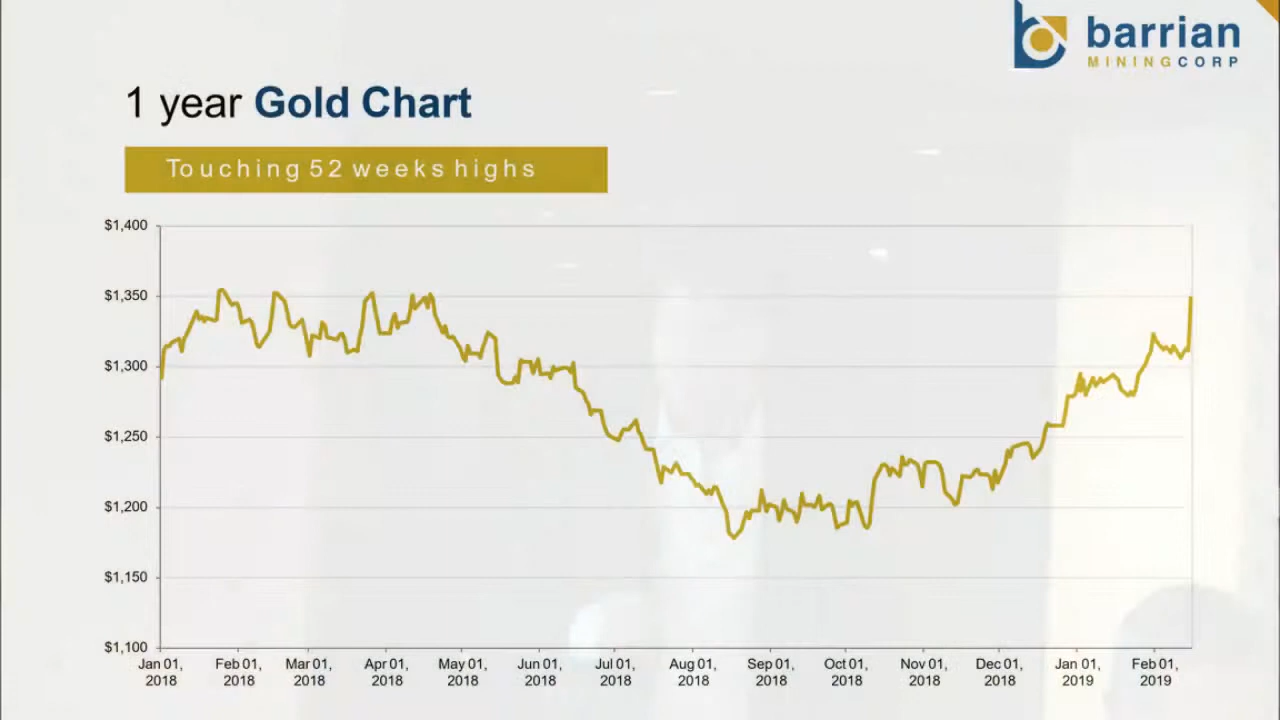 barrian
MININGCORP
1 year Gold Chart
Touching 52 weeks highs
$1,400
$1,350
$1,300
$1,250
$1,200
$1,150
$1,100
Jan 01, 2018
Feb 01, 2018
Mar 01, 2018
Apr 01, 2018
May 01, 2018
Jun 01, 2018
Jul 01, 2018
Aug 01, 2018
Sep 01, 2018
Oct 01, 2018
Nov 01, 2018
Dec 01, 2018
Jan 01, 2019
Feb 01, 2019